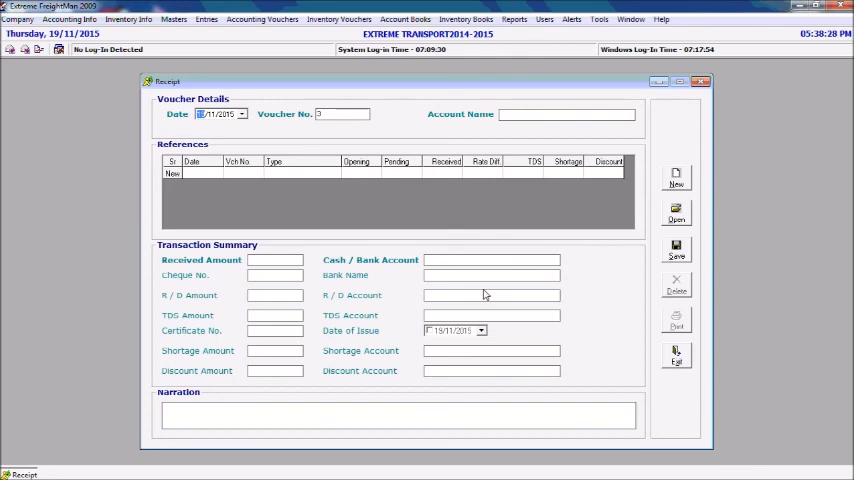 Extreme FreightMan 2009
Company Accounting Info Inventory Info Masters Entries Accounting Vouchers Inventory Vouchers Account Books Inventory Books Reports Users Alerts Tools Window Help
Thursday, 19/11/2015 EXTREME TRANSPORT2014-2015 05:38:28 PM
No Log-In Detected System Log-in Time - 07:09:30 Windows Log-In Time - 07:17:54
Receipt
Voucher Details
Date 19/11/2015 Voucher No. 3 Account Name
References
Sr Date Vch No. Type Opening Pending Received Rate Diff. TDS Shortage Discount
New
New
Open
Transaction Summary
Received Amount Cash / Bank Account
Save
Cheque No. Bank Name
Delete
R / D Amount R / D Account
TDS Amount TDS Account
Print
Certificate No. Date of Issue 19/11/2015
Shortage Amount Shortage Account
Exit
Discount Amount Discount Account
Narration
Receipt